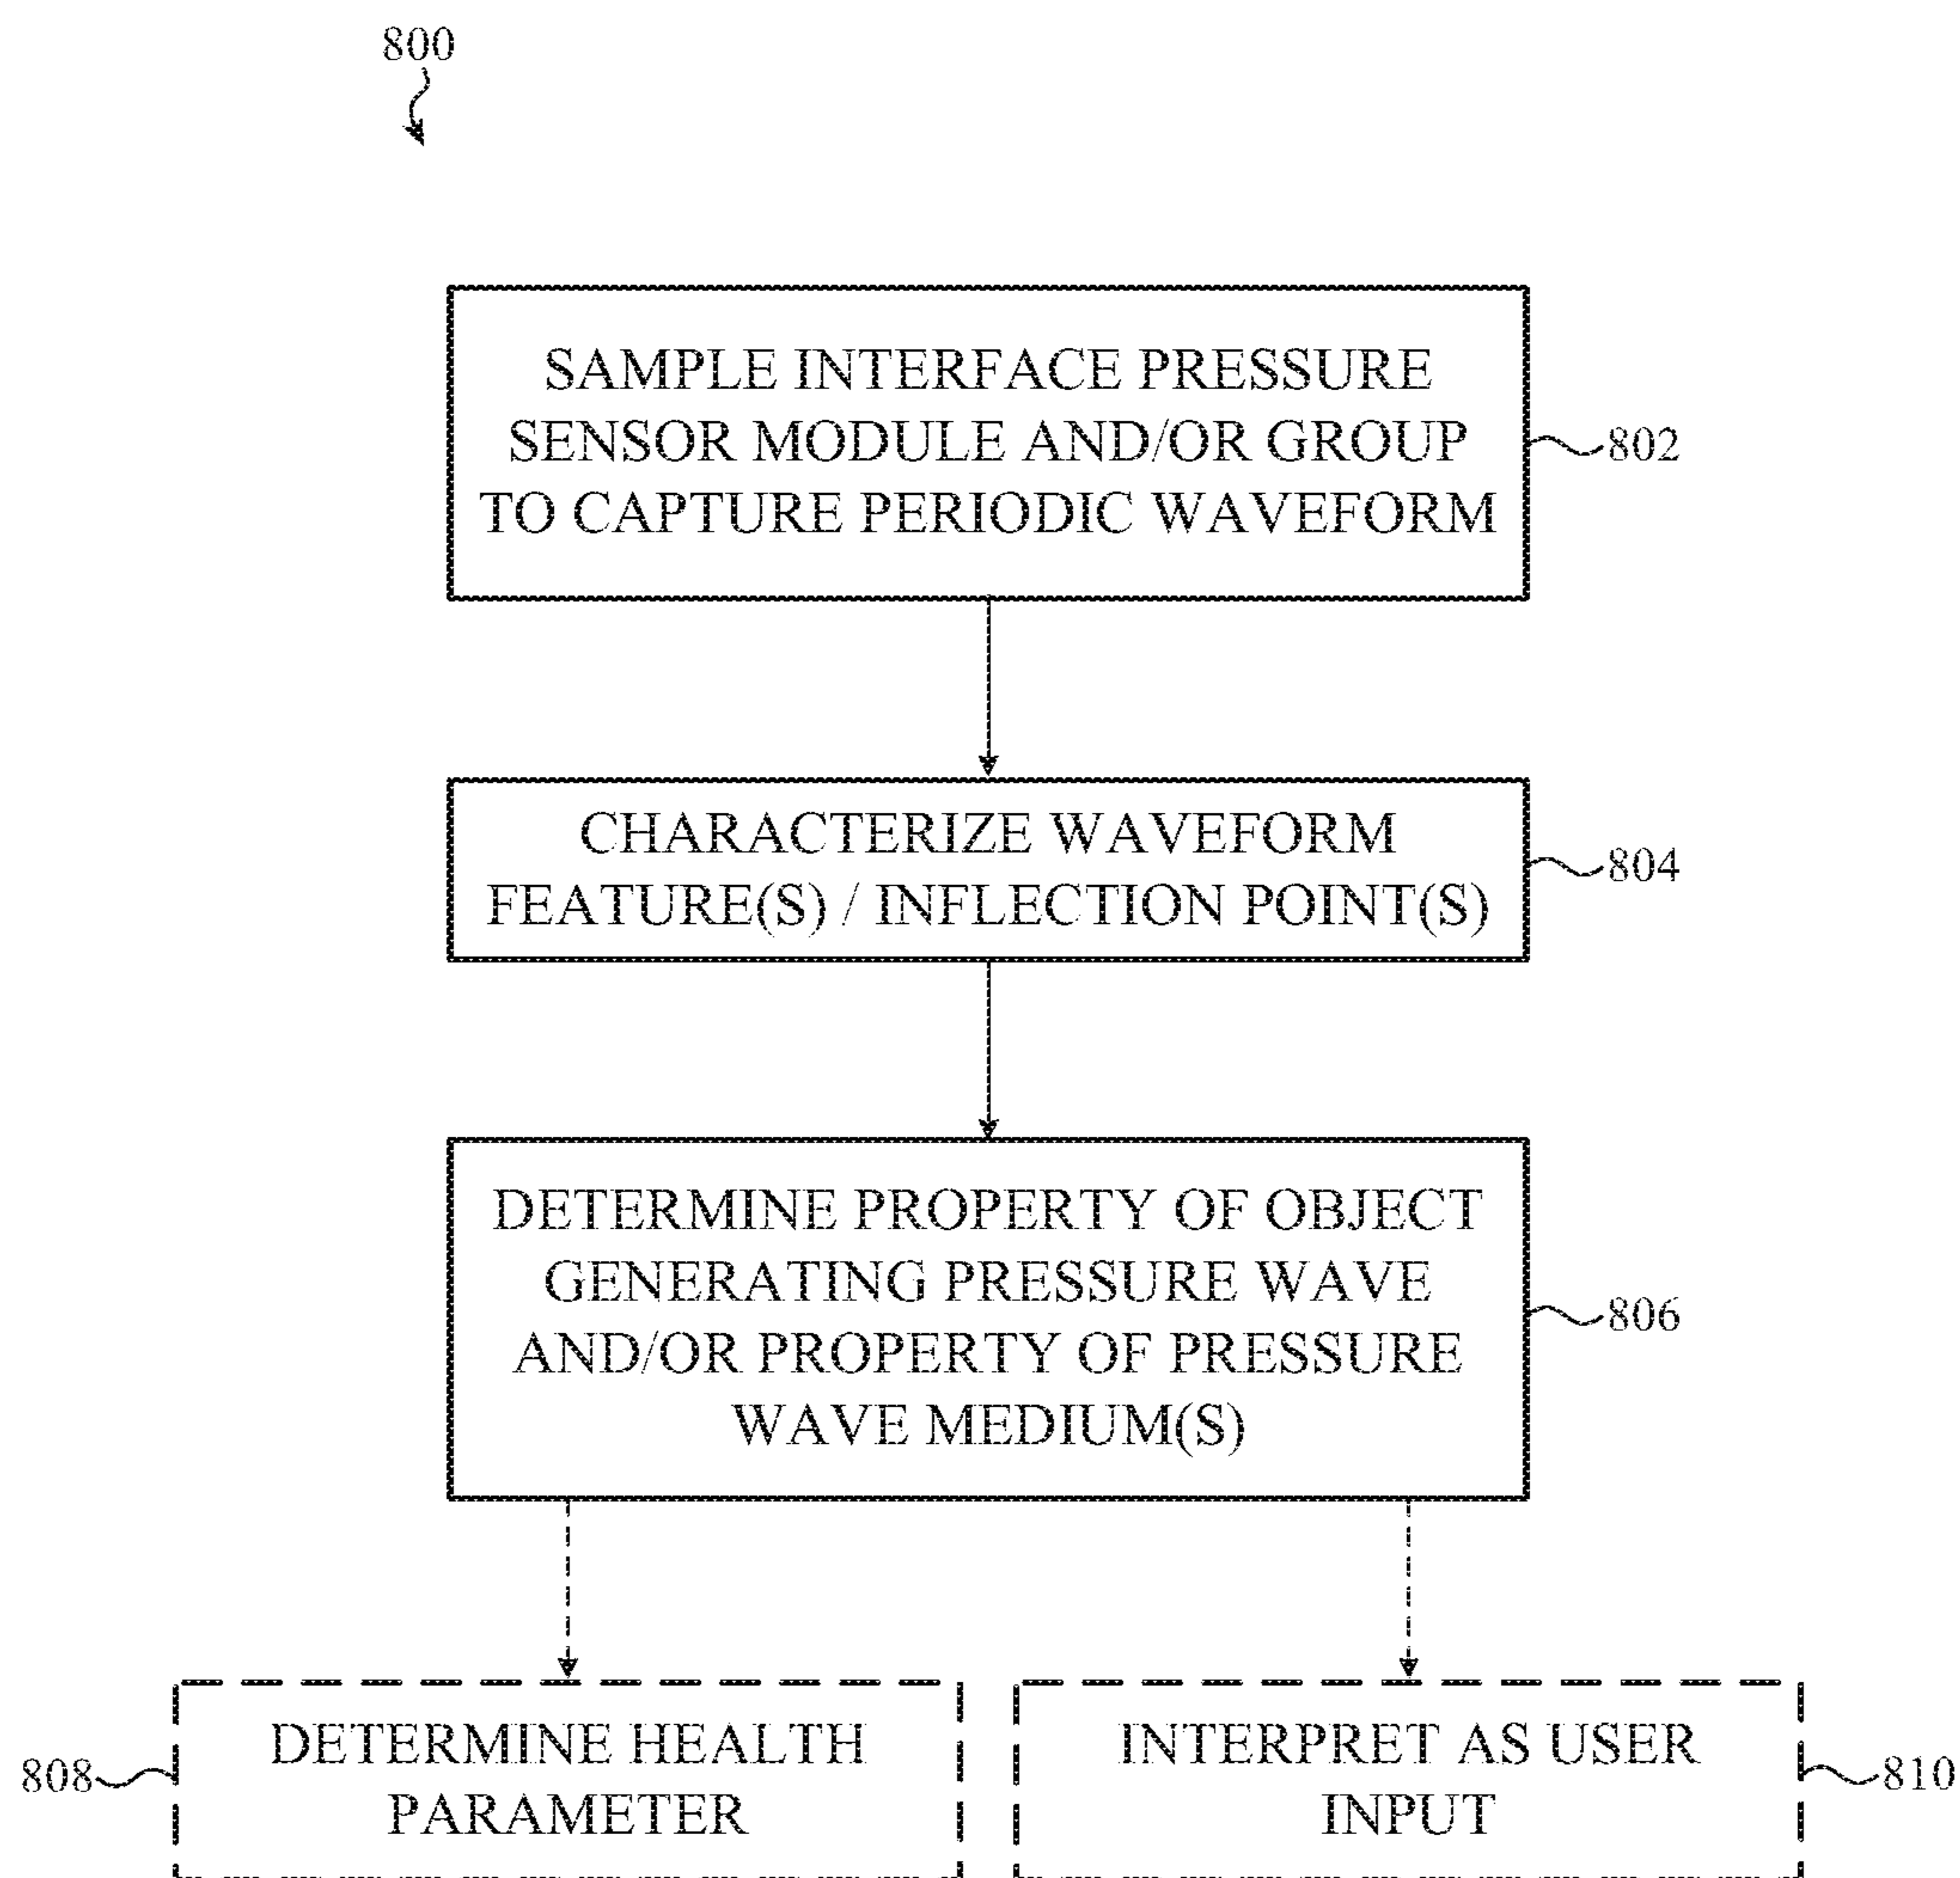 800
SAMPLE INTERFACE PRESSURE
SENSOR MODULE AND/OR GROUP
TO CAPTURE PERIODIC WAVEFORM
802
CHARACTERIZE WAVEFORM
FEATURE(S) / INFLECTION POINT(S)
804
DETERMINE PROPERTY OF OBJECT
GENERATING PRESSURE WAVE
AND/OR PROPERTY OF PRESSURE
WAVE MEDIUM(S)
806
808
DETERMINE HEALTH
PARAMETER
INTERPRET AS USER
INPUT
810